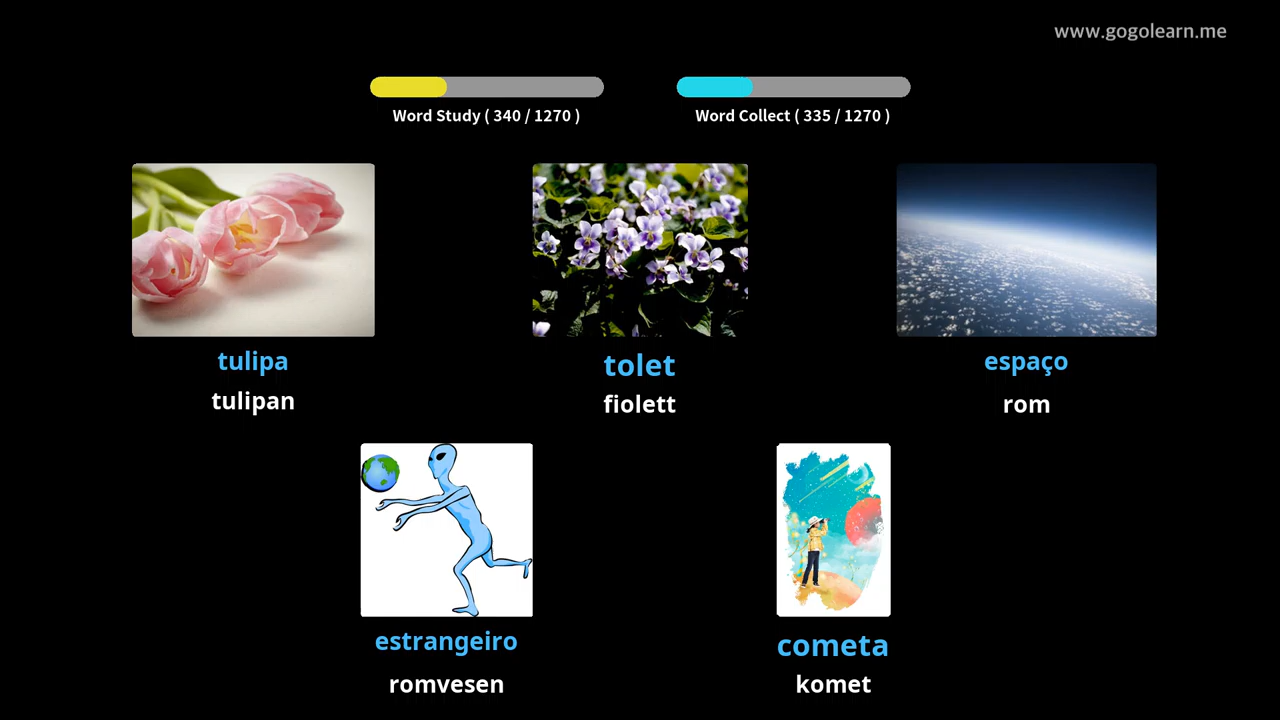 www.gogolearn.me
Word Study ( 340 / 1270 )
Word Collect ( 335 / 1270 )
tulipa
tulipan
tolet
fiolett
espaço
rom
estrangeiro
romvesen
cometa
komet